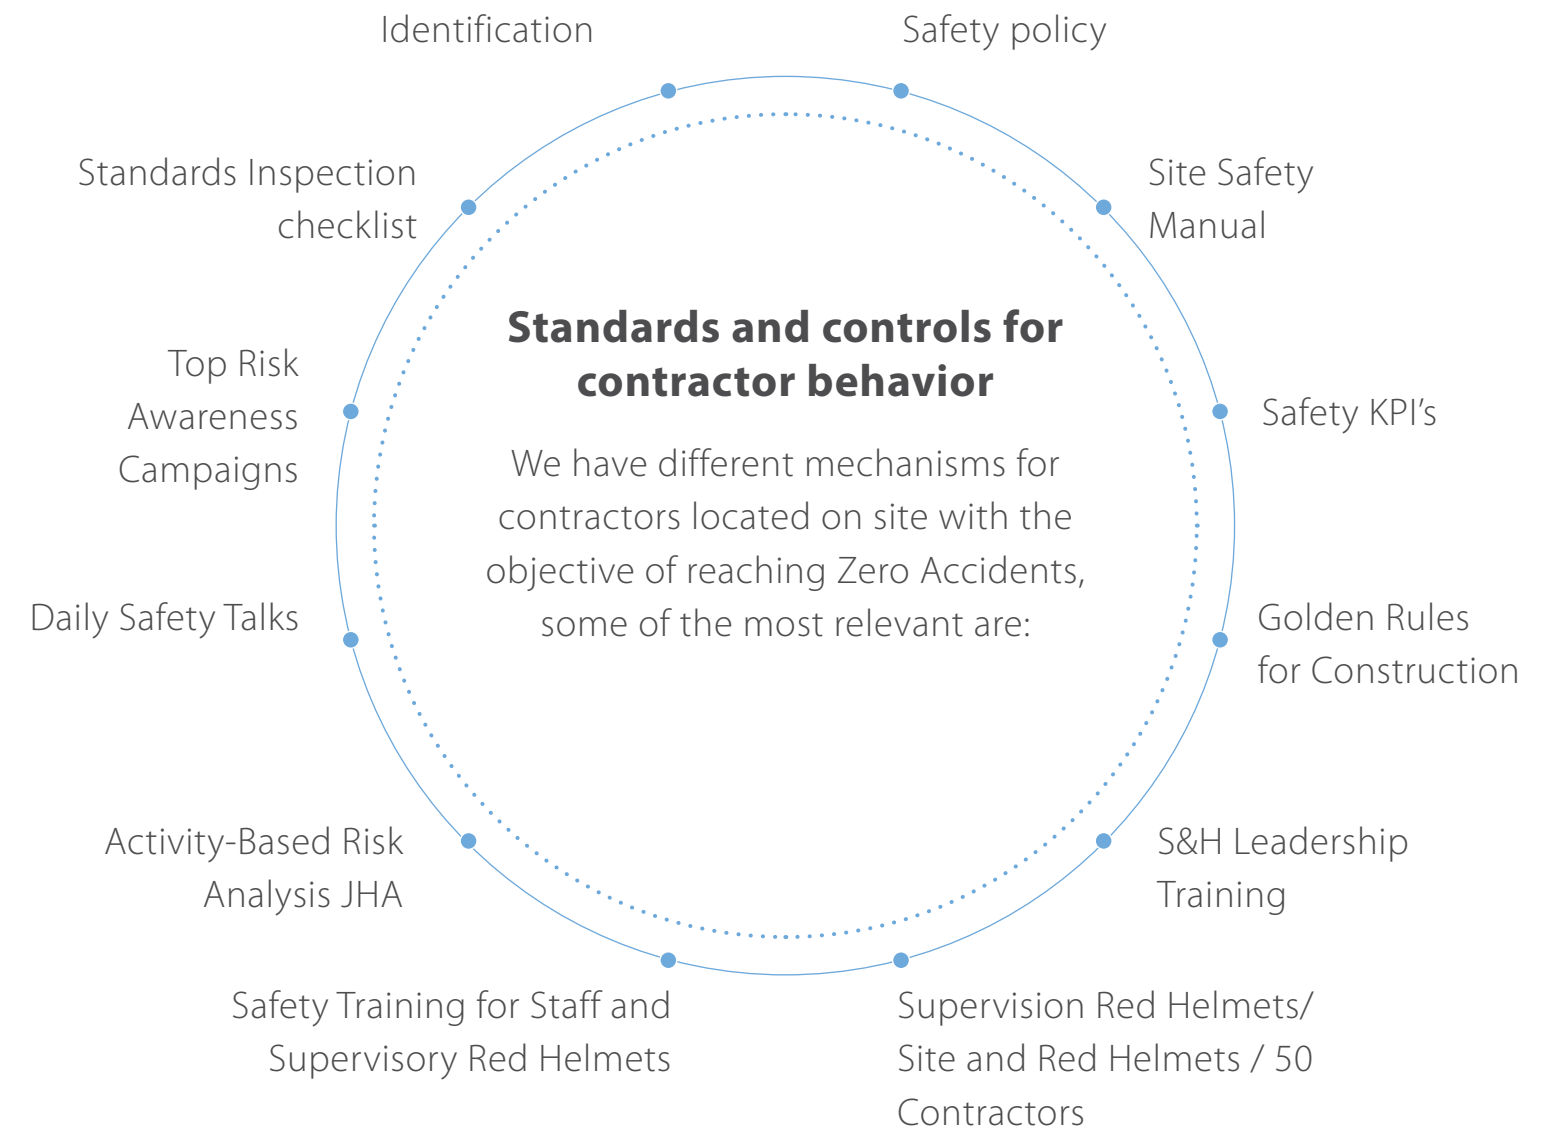 Identification
Safety policy
Standards Inspection
checklist
Site Safety
Manual
Standards and controls for
contractor behavior
Top Risk
Awareness
Campaigns
Safety KPI’s
We have different mechanisms for
contractors located on site with the
objective of reaching Zero Accidents,
some of the most relevant are:
Daily Safety Talks
Golden Rules
for Construction
Activity-Based Risk
Analysis JHA
S&H Leadership
Training
Safety Training for Staff and
Supervisory Red Helmets
Supervision Red Helmets/
Site and Red Helmets / 50
Contractors